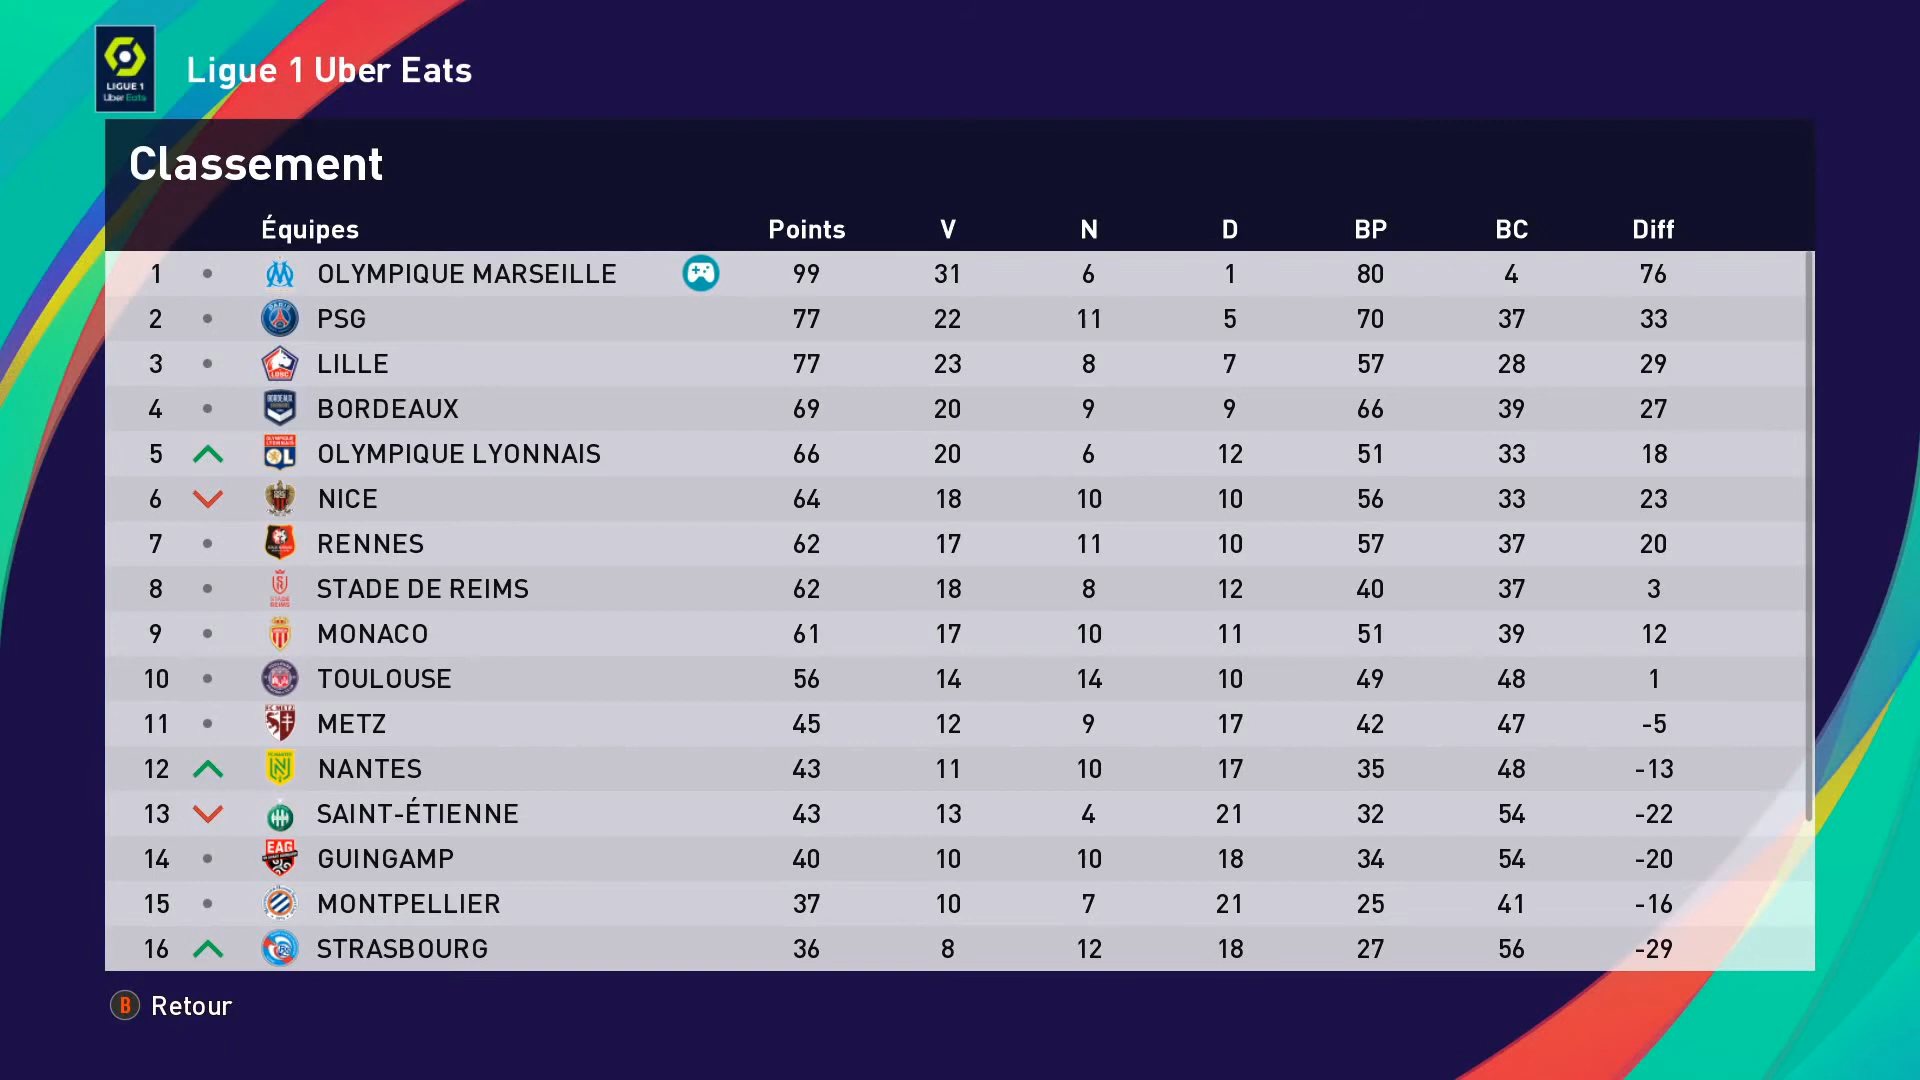 LIGUE 1
Uber Eats
Ligue 1 Uber Eats
Classement
Équipes Points V N D BP BC Diff
1 OLYMPIQUE MARSEILLE 99 31 6 1 80 4 76
2 PSG 77 22 11 5 70 37 33
3 LILLE 77 23 8 7 57 28 29
4 BORDEAUX 69 20 9 9 66 39 27
5 OLYMPIQUE LYONNAIS 66 20 6 12 51 33 18
6 NICE 64 18 10 10 56 33 23
7 RENNES 62 17 11 10 57 37 20
8 STADE DE REIMS 62 18 8 12 40 37 3
9 MONACO 61 17 10 11 51 39 12
10 TOULOUSE 56 14 14 10 49 48 1
11 METZ 45 12 9 17 42 47 -5
12 NANTES 43 11 10 17 35 48 -13
13 SAINT-ÉTIENNE 43 13 4 21 32 54 -22
14 GUINGAMP 40 10 10 18 34 54 -20
15 MONTPELLIER 37 10 7 21 25 41 -16
16 STRASBOURG 36 8 12 18 27 56 -29
B Retour